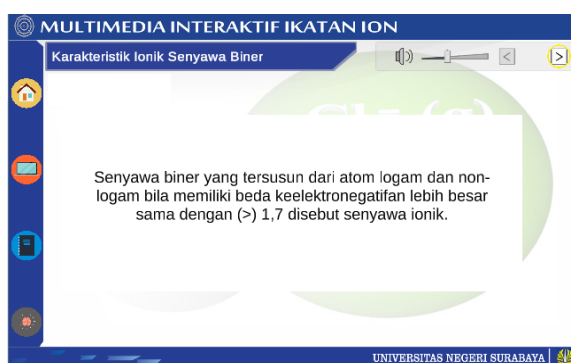 MULTIMEDIA INTERAKTIF IKATAN ION
Karakteristik Ionik Senyawa Biner
Senyawa biner yang tersusun dari atom logam dan non-
logam bila memiliki beda keelektronegatifan lebih besar
sama dengan (>) 1,7 disebut senyawa ionik.
UNIVERSITAS NEGERI SURABAYA